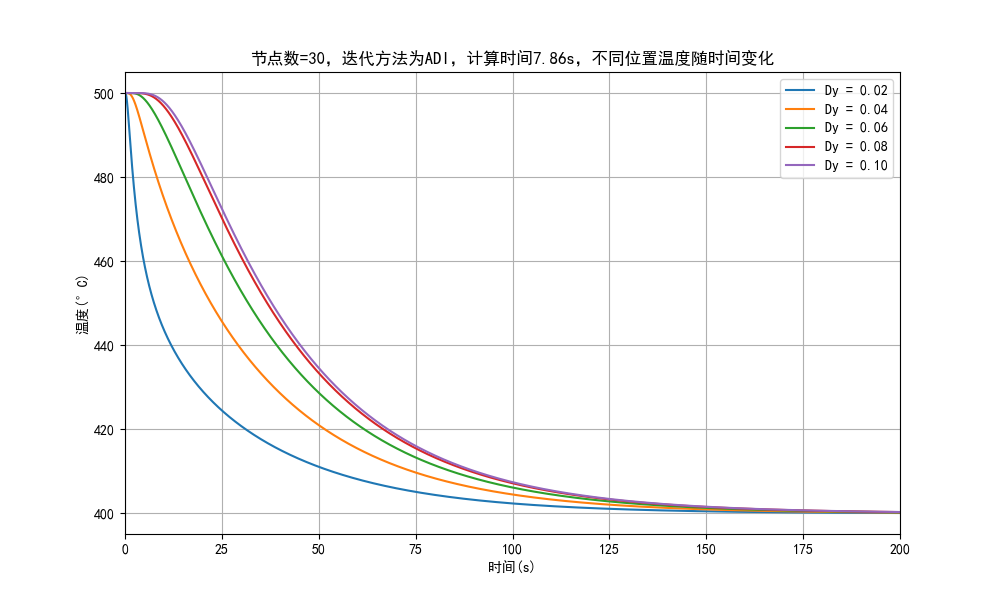 节点数=30，迭代方法为ADI，计算时间7.86s，不同位置温度随时间变化
Dy = 0.02
Dy = 0.04
Dy = 0.06
Dy = 0.08
Dy = 0.10
温度(°C)
500
480
460
440
420
400
0 25 50 75 100 125 150 175 200
时间(s)